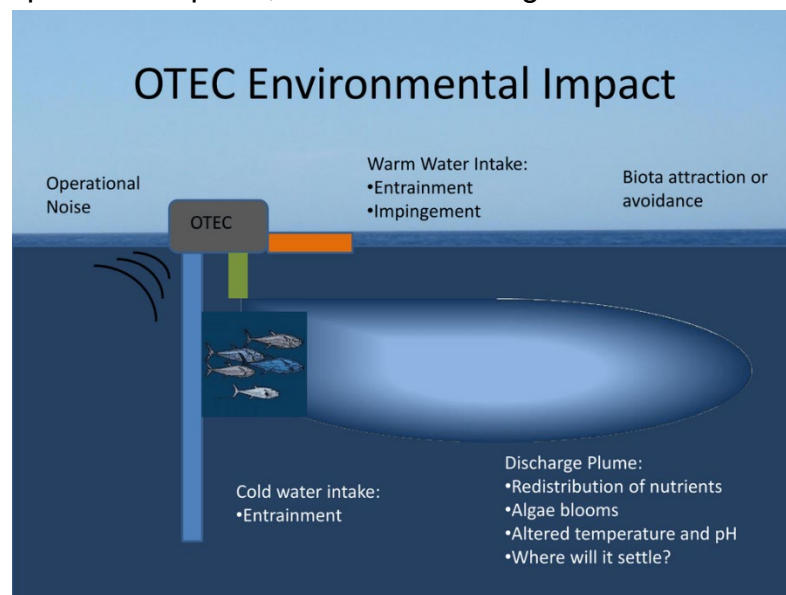 OTEC Environmental Impact
Operational
Noise
OTEC
Warm Water Intake:
•Entrainment
•Impingement
Biota attraction or
avoidance
Cold water intake:
•Entrainment
Discharge Plume:
•Redistribution of nutrients
•Algae blooms
•Altered temperature and pH
•Where will it settle?